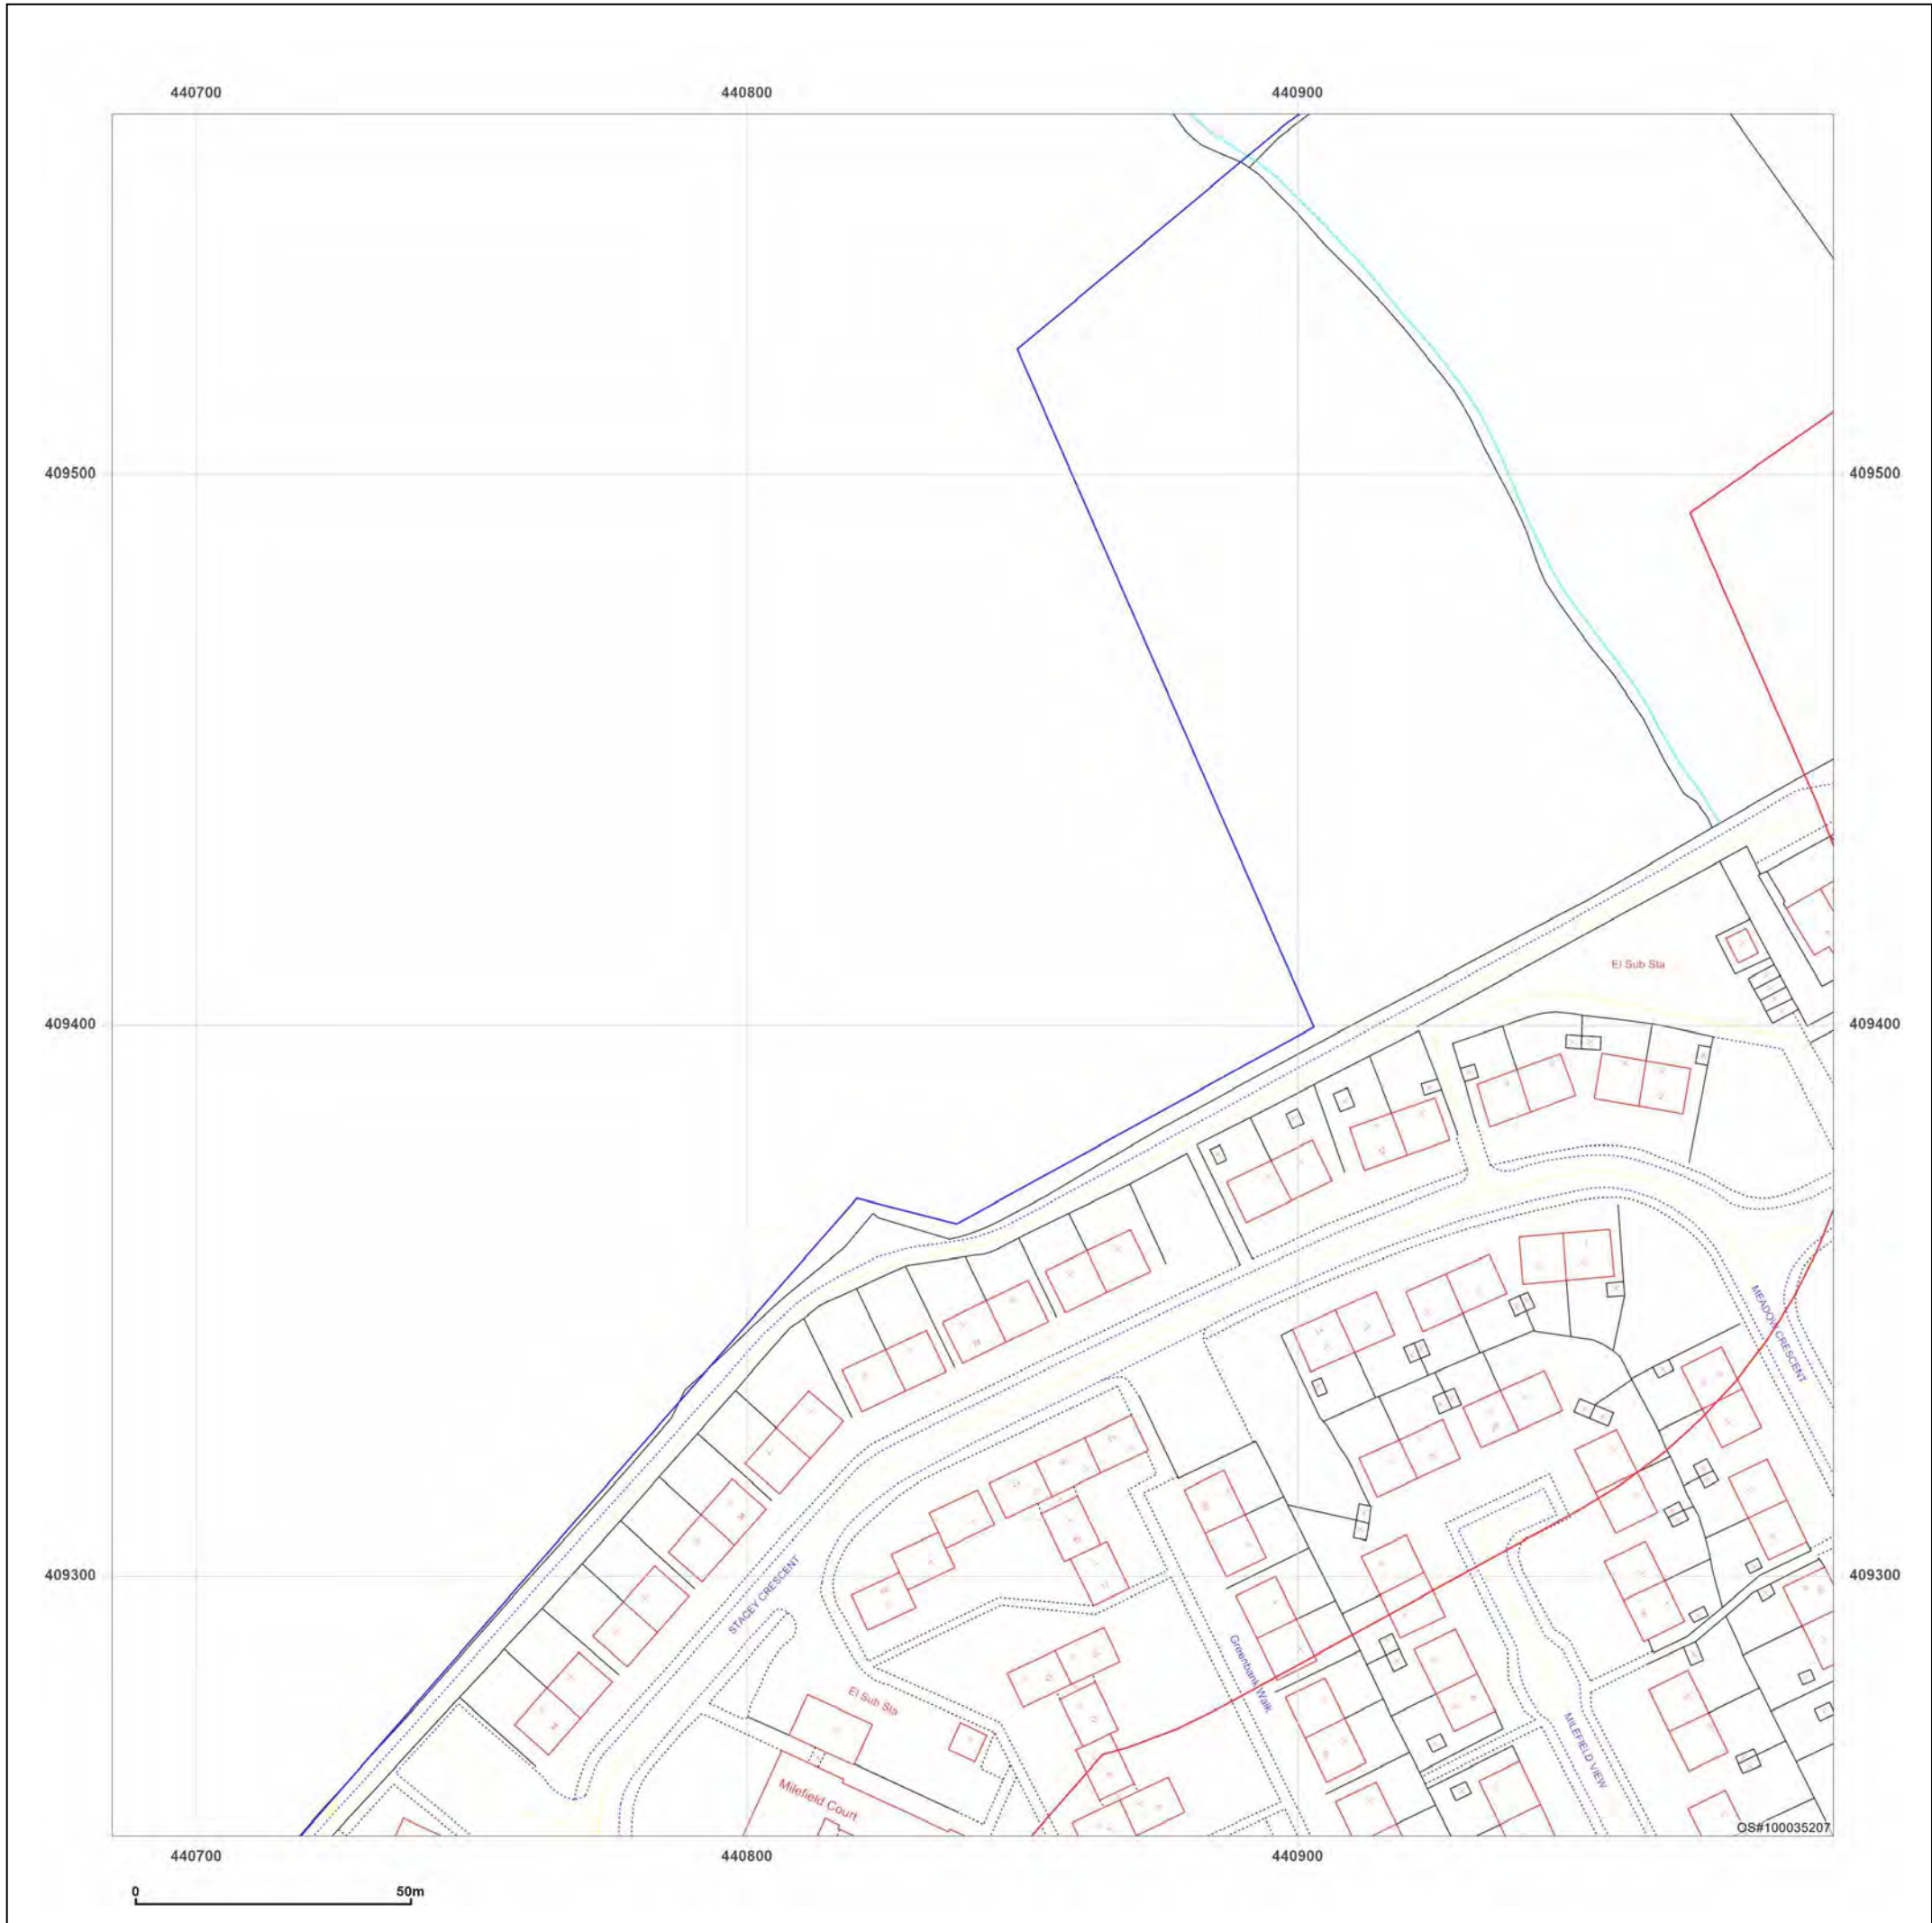 440700 440800 440900
409500 409500
El Sub Sta
409400 409400
MEADOW CRESCENT
409300 409300
STACEY CRESCENT
Greenbank Walk
El Sub Sta
MILEFIELD VIEW
Milefield Court
OS#100035207
440700 440800 440900
0 50m